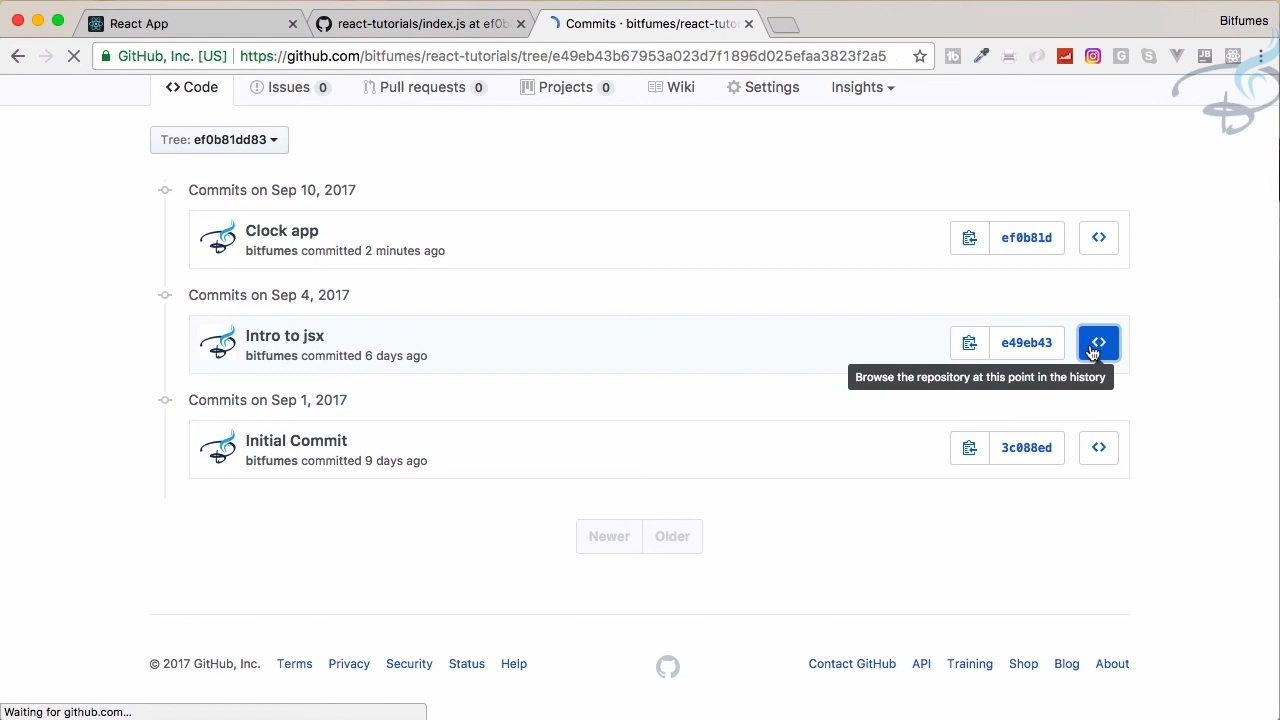 React App
react-tutorials/index.js at ef0b
Commits · bitfumes/react-tuto
Bitfumes
GitHub, Inc. [US]
https://github.com/bitfumes/react-tutorials/tree/e49eb43b67953a023d7f1896d025efaa3823f2a5
Code
Issues 0
Pull requests 0
Projects 0
Wiki
Settings
Insights
Tree: ef0b81dd83
Commits on Sep 10, 2017
Clock app
bitfumes committed 2 minutes ago
ef0b81d
Commits on Sep 4, 2017
Intro to jsx
bitfumes committed 6 days ago
e49eb43
Browse the repository at this point in the history
Commits on Sep 1, 2017
Initial Commit
bitfumes committed 9 days ago
3c088ed
Newer
Older
© 2017 GitHub, Inc.
Terms
Privacy
Security
Status
Help
Contact GitHub
API
Training
Shop
Blog
About
Waiting for github.com...